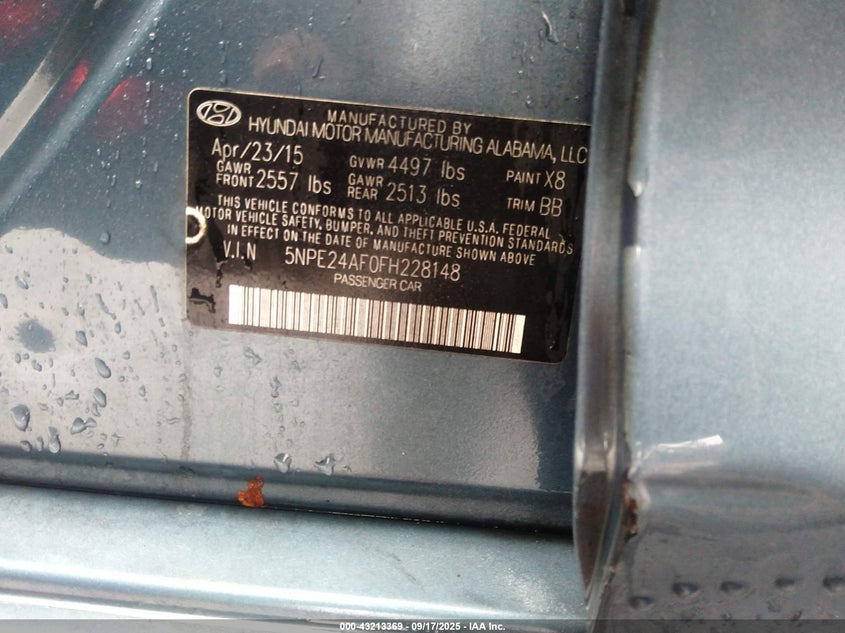 MANUFACTURED BY
HYUNDAI MOTOR MANUFACTURING ALABAMA, LLC
Apr/23/15 GVWR 4497 lbs PAINT X8
GAWR FRONT 2557 lbs GAWR REAR 2513 lbs TRIM BB
THIS VEHICLE CONFORMS TO ALL APPLICABLE U.S.A. FEDERAL
MOTOR VEHICLE SAFETY, BUMPER, AND THEFT PREVENTION STANDARDS
IN EFFECT ON THE DATE OF MANUFACTURE SHOWN ABOVE
V.I.N 5NPE24AF0FH228148
PASSENGER CAR
000-43213369 - 09/17/2025 - IAA Inc.